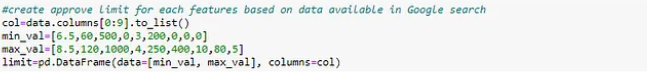 #create approve limit for each features based on data available in Google search
col=data.columns[0:9].to_list()
min_val=[6.5,60,500,0,3,200,0,0,0]
max_val=[8.5,120,1000,4,250,400,10,80,5]
limit=pd.DataFrame(data=[min_val, max_val], columns=col)